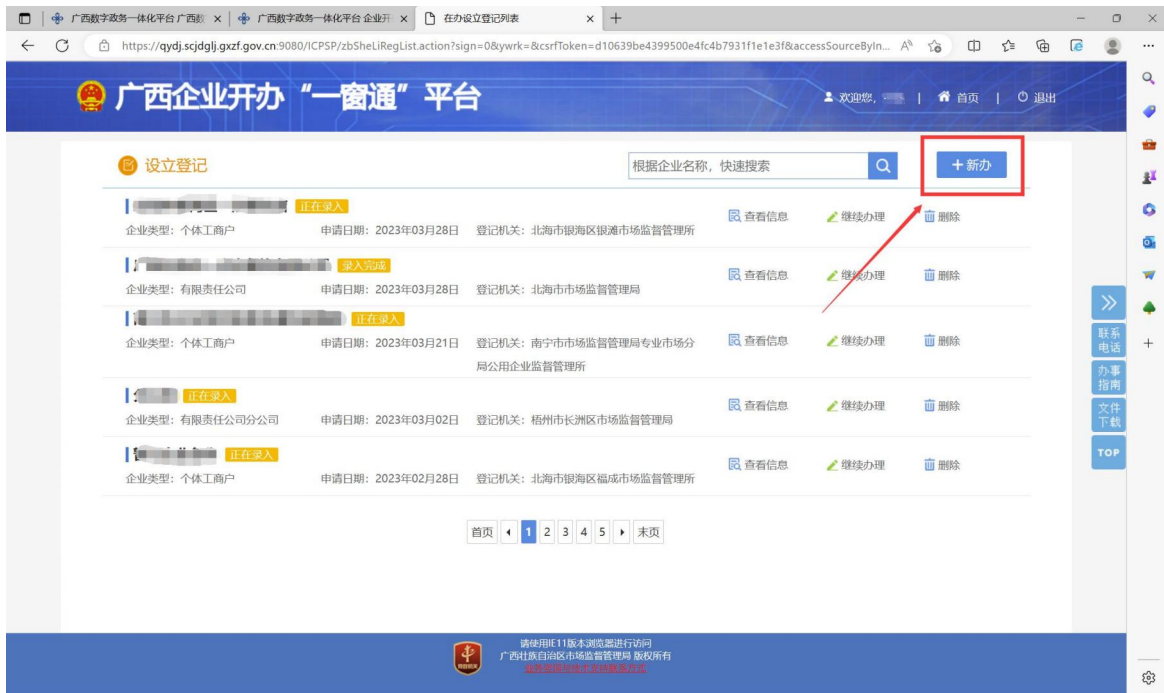 广西数字政务一体化平台 广西数
广西数字政务一体化平台 企业开
在办设立登记列表
https://qydj.scjdglj.gxzf.gov.cn:9080/ICPSP/zbSheLiRegList.action?sign=0&ywrk=&csrfToken=d10639be4399500e4fc4b7931f1e1e3f&accessSourceByIn...
广西企业开办“一窗通”平台
欢迎您, | 首页 | 退出
设立登记
根据企业名称，快速搜索
+新办
正在录入
企业类型：个体工商户 申请日期：2023年03月28日 登记机关：北海市银海区银滩市场监督管理所
查看信息 继续办理 删除
录入完成
企业类型：有限责任公司 申请日期：2023年03月28日 登记机关：北海市市场监督管理局
查看信息 继续办理 删除
正在录入
企业类型：个体工商户 申请日期：2023年03月21日 登记机关：南宁市市场监督管理局专业市场分
局公用企业监督管理所
查看信息 继续办理 删除
正在录入
企业类型：有限责任公司分公司 申请日期：2023年03月02日 登记机关：梧州市长洲区市场监督管理局
查看信息 继续办理 删除
正在录入
企业类型：个体工商户 申请日期：2023年02月28日 登记机关：北海市银海区福成市场监督管理所
查看信息 继续办理 删除
首页 1 2 3 4 5 末页
联系
电话
办事
指南
文件
下载
TOP
请使用IE11版本浏览器进行访问
广西壮族自治区市场监督管理局 版权所有